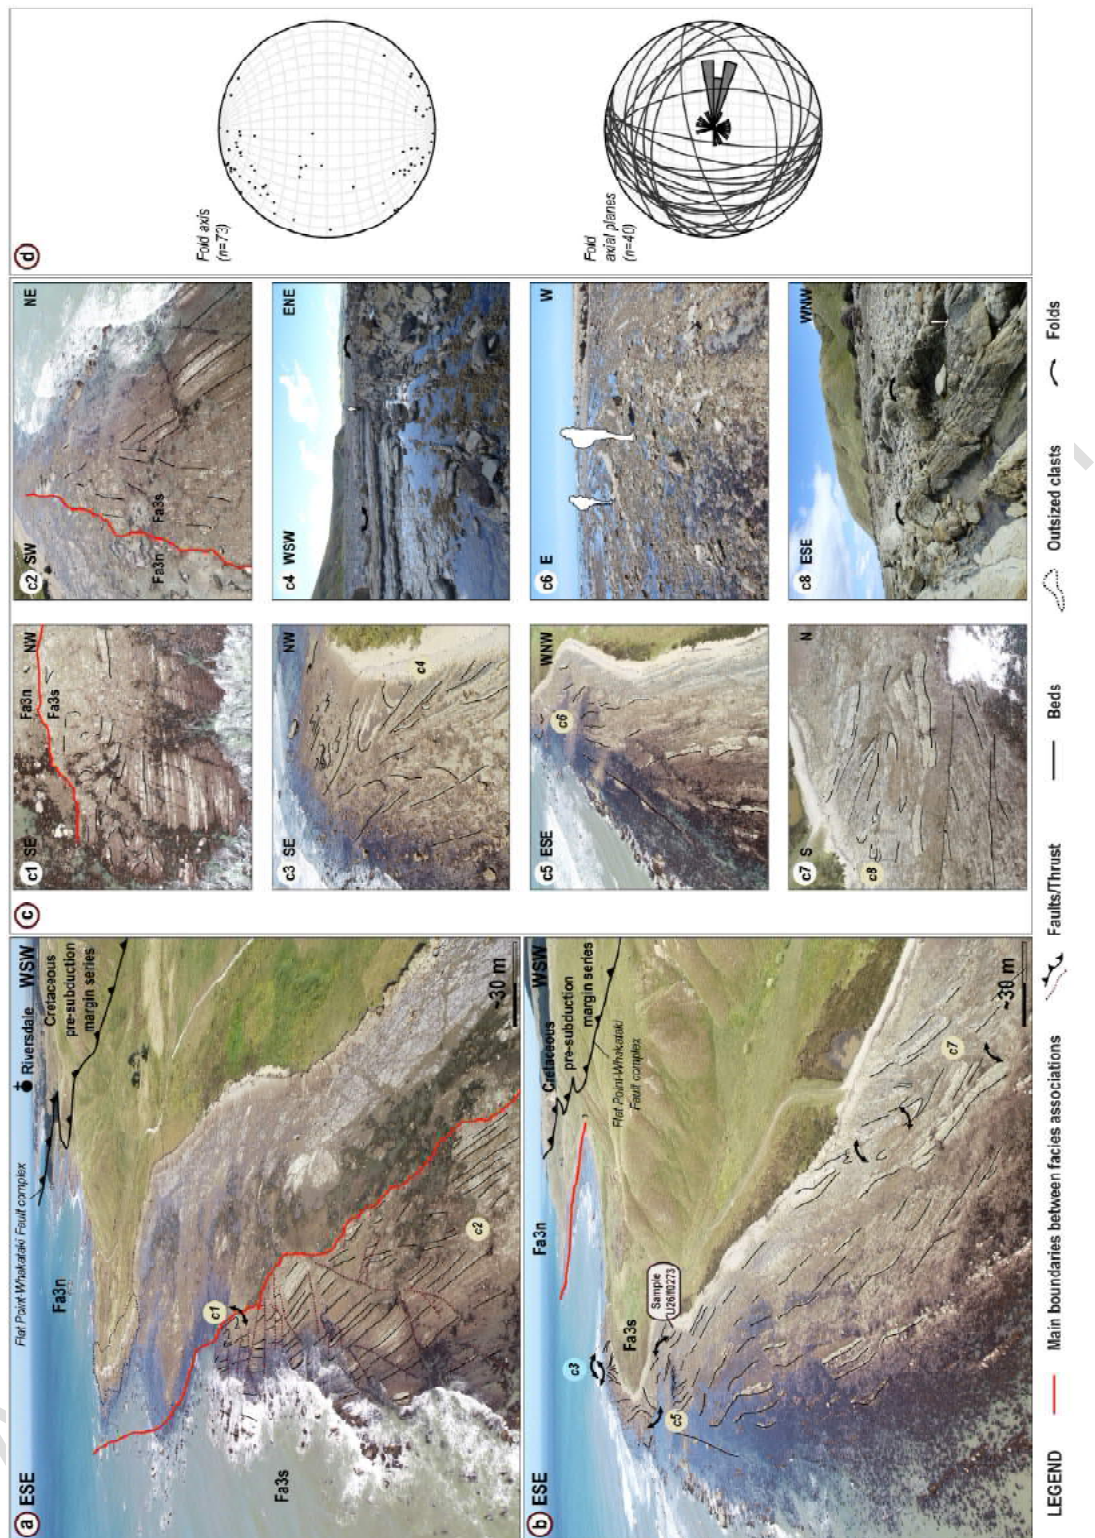 a ESE
WSW
Flat Point-Whakataki Fault complex
Riversdale
Cretaceous
pre-subduction
margin series
Fa3n
c1
c2
Fa3s
~30 m
b ESE
WSW
Fa3n
Cretaceous
pre-subduction
margin series
Flat Point-Whakataki
Fault complex
c3
Fa3s
Sample
U26/f0273
c5
c7
~30 m
c
c1 SE
NW
Fa3n
Fa3s
c2 SW
NE
Fa3n
Fa3s
c3 SE
NW
c4
c4 WSW
ENE
c5 ESE
WNW
c6
c6 E
W
c7 S
N
c8
c8 ESE
WNW
d
Fold axis
(n=73)
Fold
axial planes
(n=40)
LEGEND
Main boundaries between facies associations
Faults/Thrust
Beds
Outsized clasts
Folds